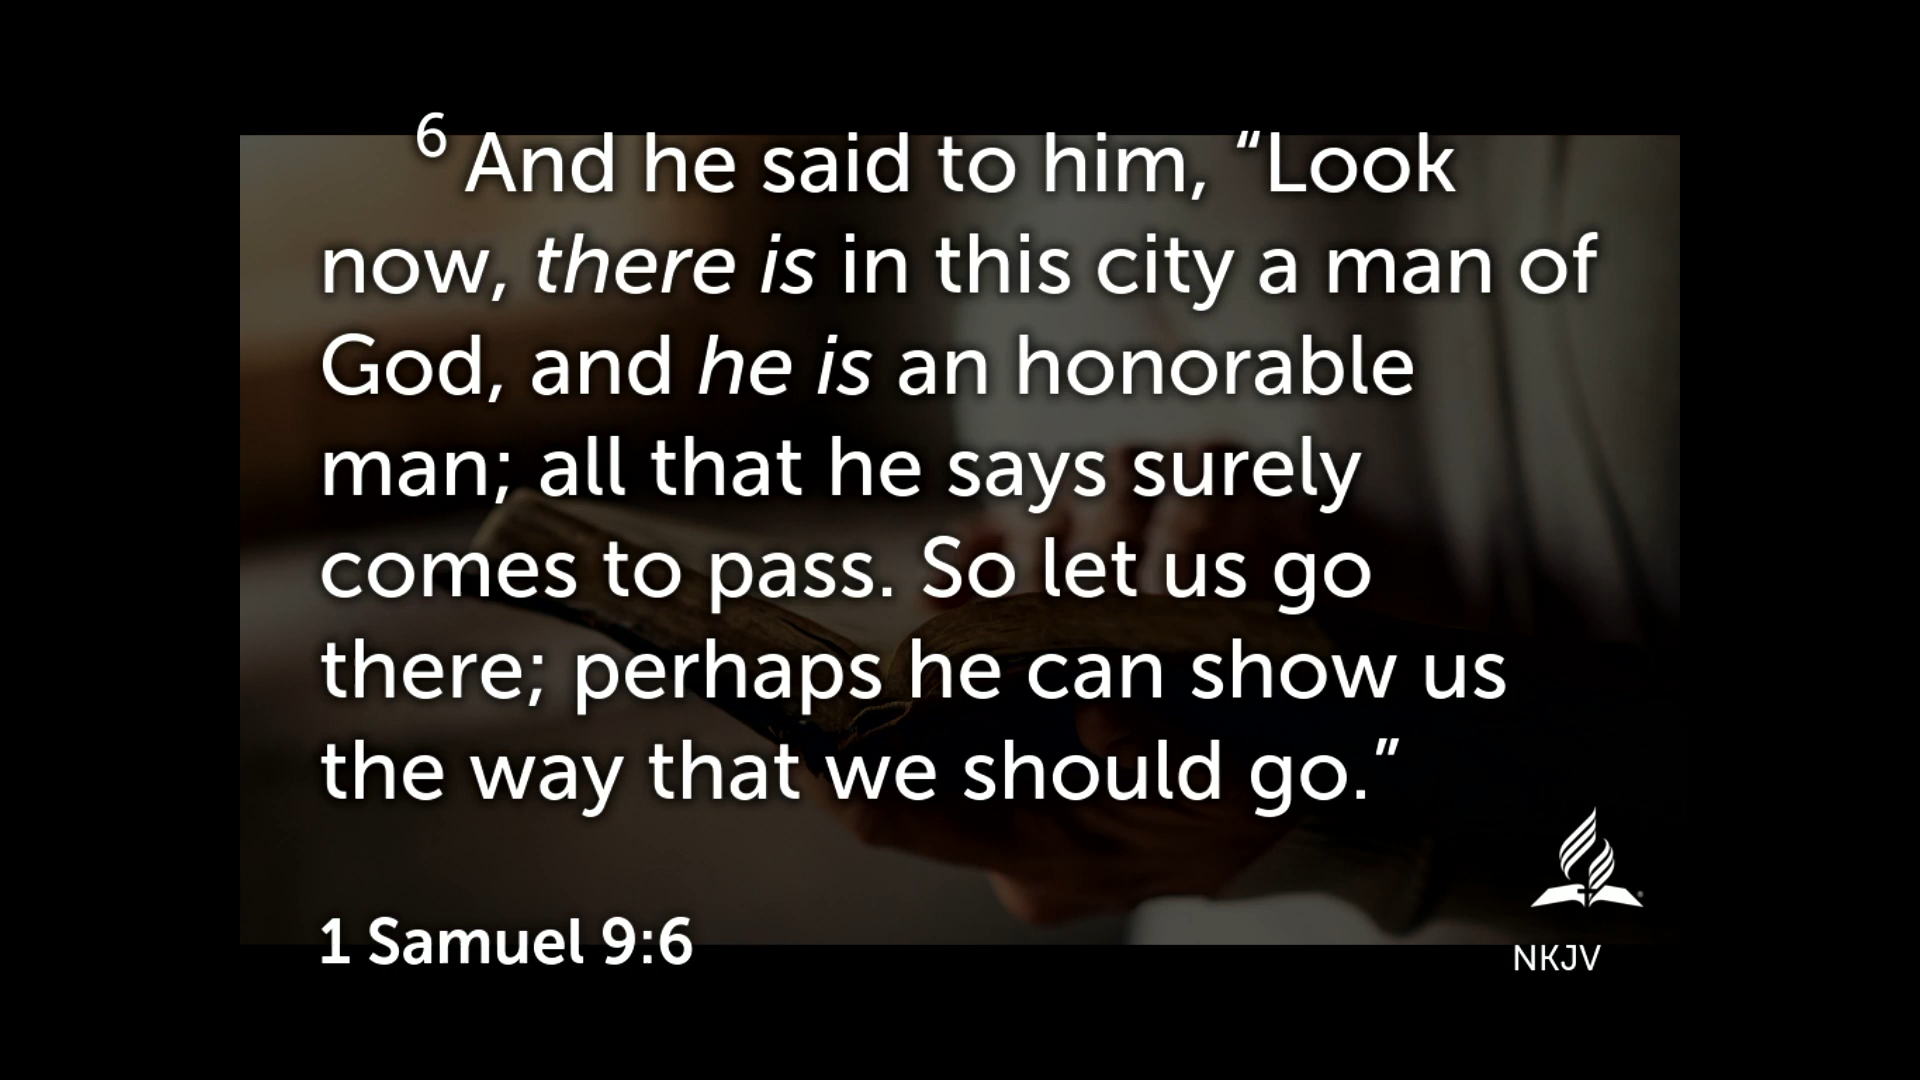 6 And he said to him, “Look
now, there is in this city a man of
God, and he is an honorable
man; all that he says surely
comes to pass. So let us go
there; perhaps he can show us
the way that we should go.”
1 Samuel 9:6
NKJV